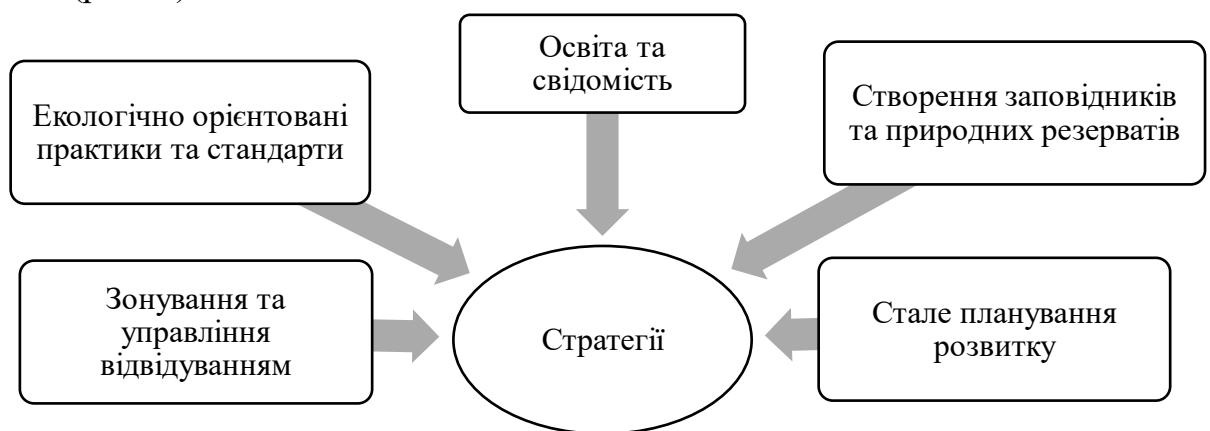 Освіта та
свідомість
Екологічно орієнтовані
практики та стандарти
Створення заповідників
та природних резерватів
Зонування та
управління
відвідуванням
Стратегії
Стале планування
розвитку